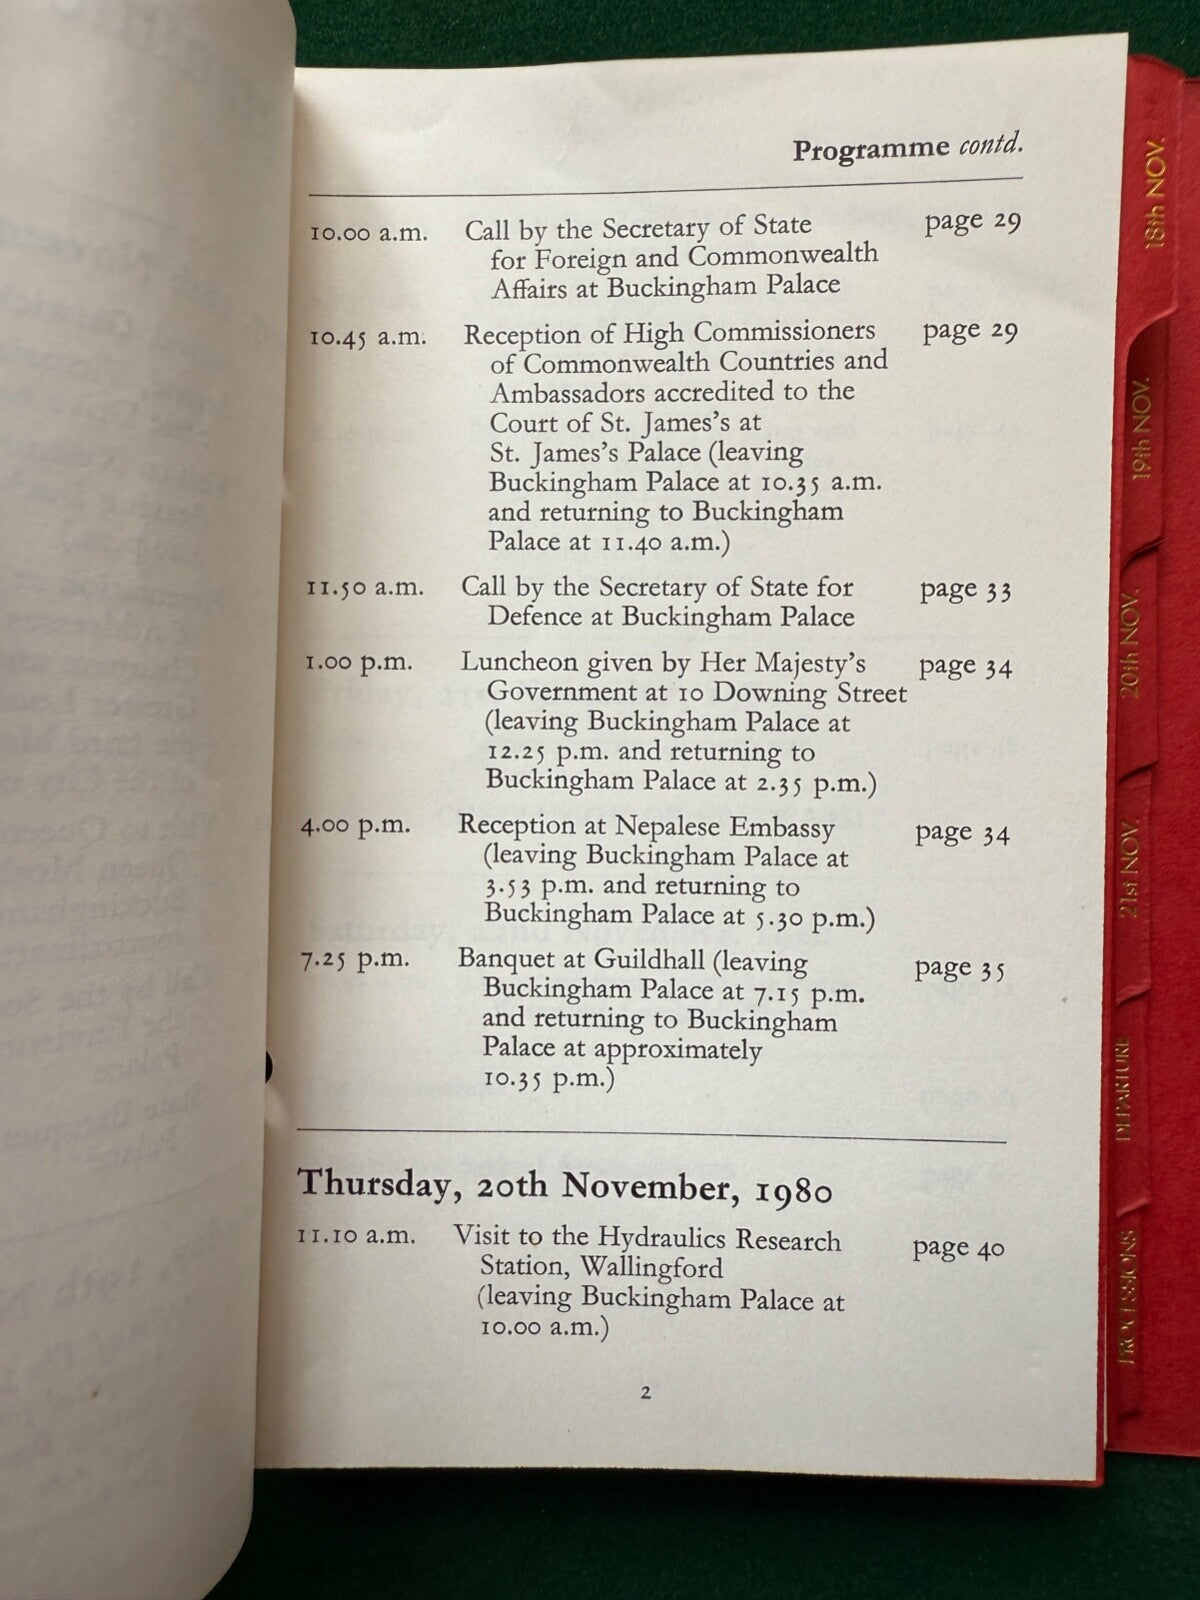 Programme contd.
10.00 a.m. Call by the Secretary of State page 29
for Foreign and Commonwealth
Affairs at Buckingham Palace
10.45 a.m. Reception of High Commissioners page 29
of Commonwealth Countries and
Ambassadors accredited to the
Court of St. James's at
St. James's Palace (leaving
Buckingham Palace at 10.35 a.m.
and returning to Buckingham
Palace at 11.40 a.m.)
11.50 a.m. Call by the Secretary of State for page 33
Defence at Buckingham Palace
1.00 p.m. Luncheon given by Her Majesty's page 34
Government at 10 Downing Street
(leaving Buckingham Palace at
12.25 p.m. and returning to
Buckingham Palace at 2.35 p.m.)
4.00 p.m. Reception at Nepalese Embassy page 34
(leaving Buckingham Palace at
3.53 p.m. and returning to
Buckingham Palace at 5.30 p.m.)
7.25 p.m. Banquet at Guildhall (leaving page 35
Buckingham Palace at 7.15 p.m.
and returning to Buckingham
Palace at approximately
10.35 p.m.)
Thursday, 20th November, 1980
11.10 a.m. Visit to the Hydraulics Research page 40
Station, Wallingford
(leaving Buckingham Palace at
10.00 a.m.)
2
18th NOV.
19th NOV.
20th NOV.
21st NOV.
DEPARTURE
PROCESSIONS